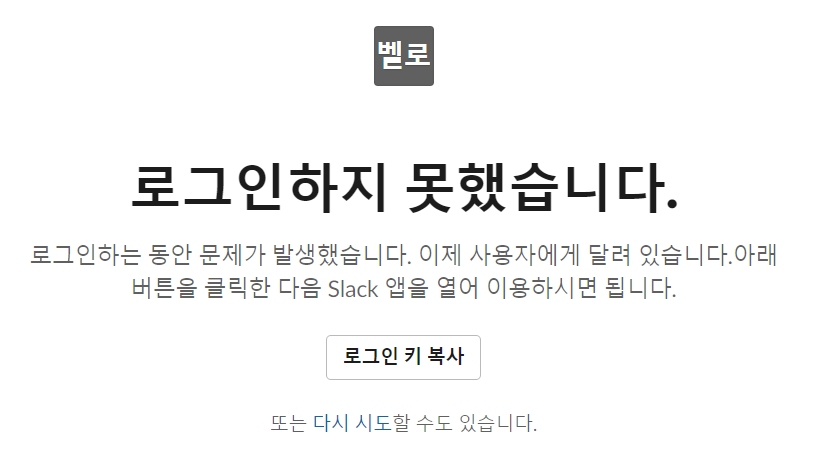 벨로
로그인하지 못했습니다.
로그인하는 동안 문제가 발생했습니다. 이제 사용자에게 달려 있습니다.아래
버튼을 클릭한 다음 Slack 앱을 열어 이용하시면 됩니다.
로그인 키 복사
또는 다시 시도할 수도 있습니다.